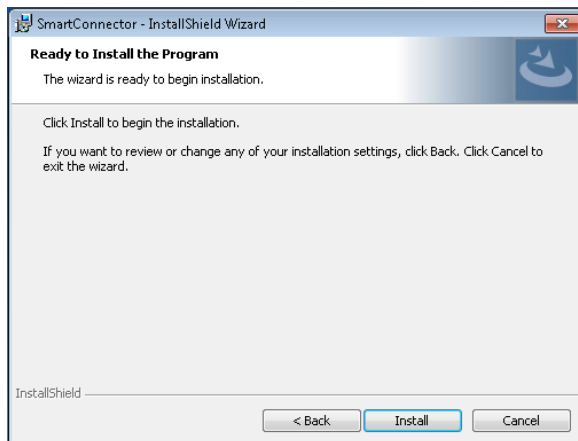 SmartConnector - InstallShield Wizard
Ready to Install the Program
The wizard is ready to begin installation.
Click Install to begin the installation.
If you want to review or change any of your installation settings, click Back. Click Cancel to
exit the wizard.
InstallShield
< Back
Install
Cancel